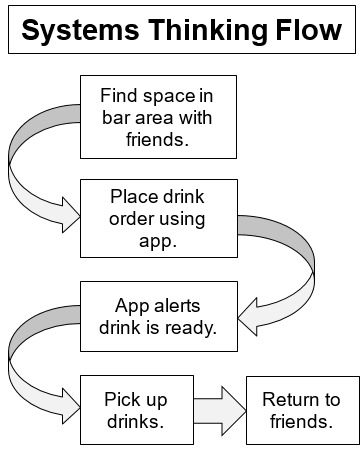 Systems Thinking Flow
Find space in
bar area with
friends.
Place drink
order using
app.
App alerts
drink is ready.
Pick up
drinks.
Return to
friends.